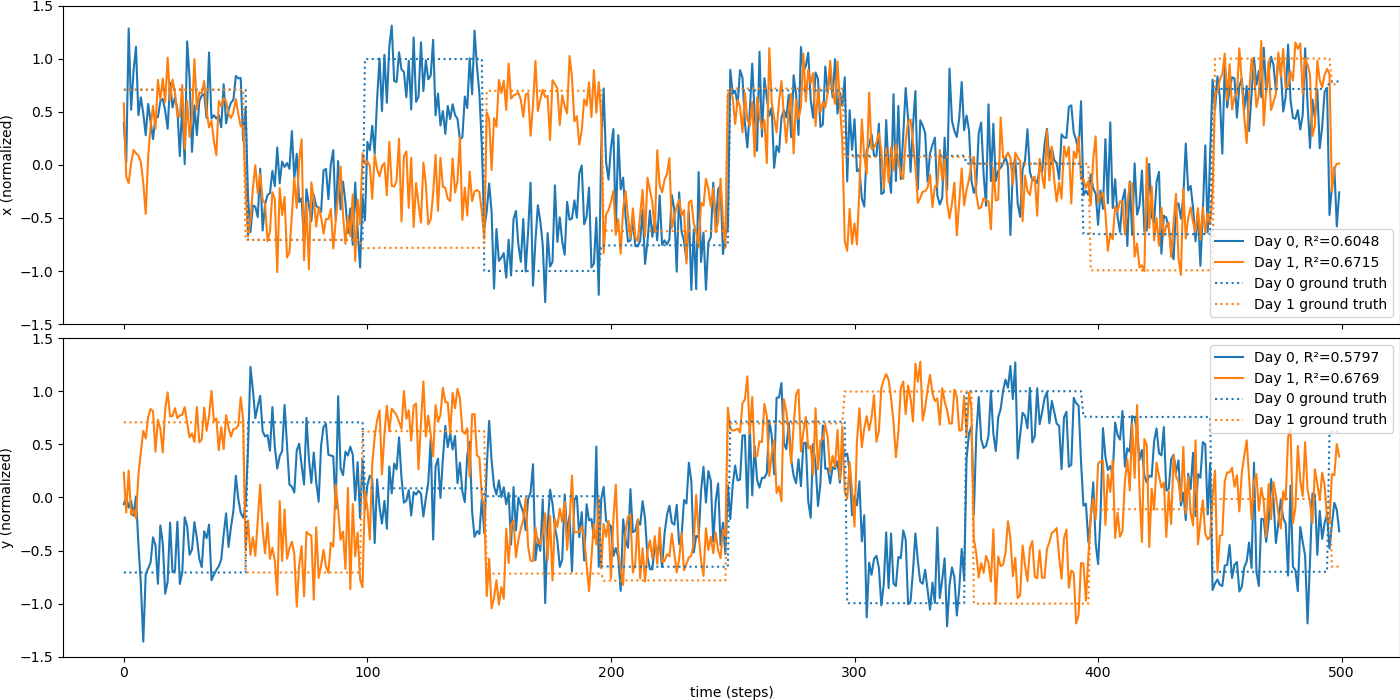 1.5
1.0
0.5
0.0
−0.5
−1.0
−1.5
x (normalized)
Day 0, R²=0.6048
Day 1, R²=0.6715
Day 0 ground truth
Day 1 ground truth
1.5
1.0
0.5
0.0
−0.5
−1.0
−1.5
y (normalized)
Day 0, R²=0.5797
Day 1, R²=0.6769
Day 0 ground truth
Day 1 ground truth
0 100 200 300 400 500
time (steps)